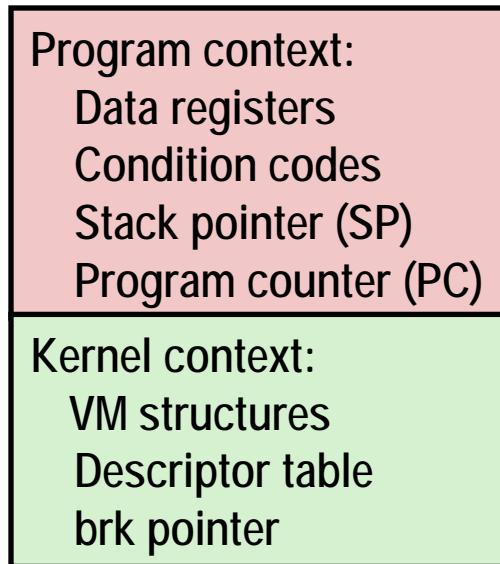 Program context:
Data registers
Condition codes
Stack pointer (SP)
Program counter (PC)
Kernel context:
VM structures
Descriptor table
brk pointer